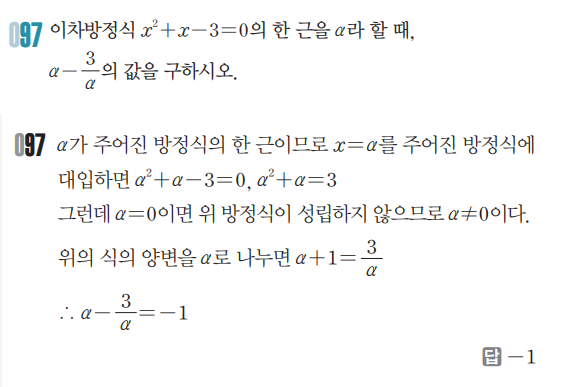 097 이차방정식 x²+x-3=0의 한 근을 α라 할 때,
α-3/α의 값을 구하시오.
097 α가 주어진 방정식의 한 근이므로 x=α를 주어진 방정식에
대입하면 α²+α-3=0, α²+α=3
그런데 α=0이면 위 방정식이 성립하지 않으므로 α≠0이다.
위의 식의 양변을 α로 나누면 α+1=3/α
∴ α-3/α=-1
답 -1